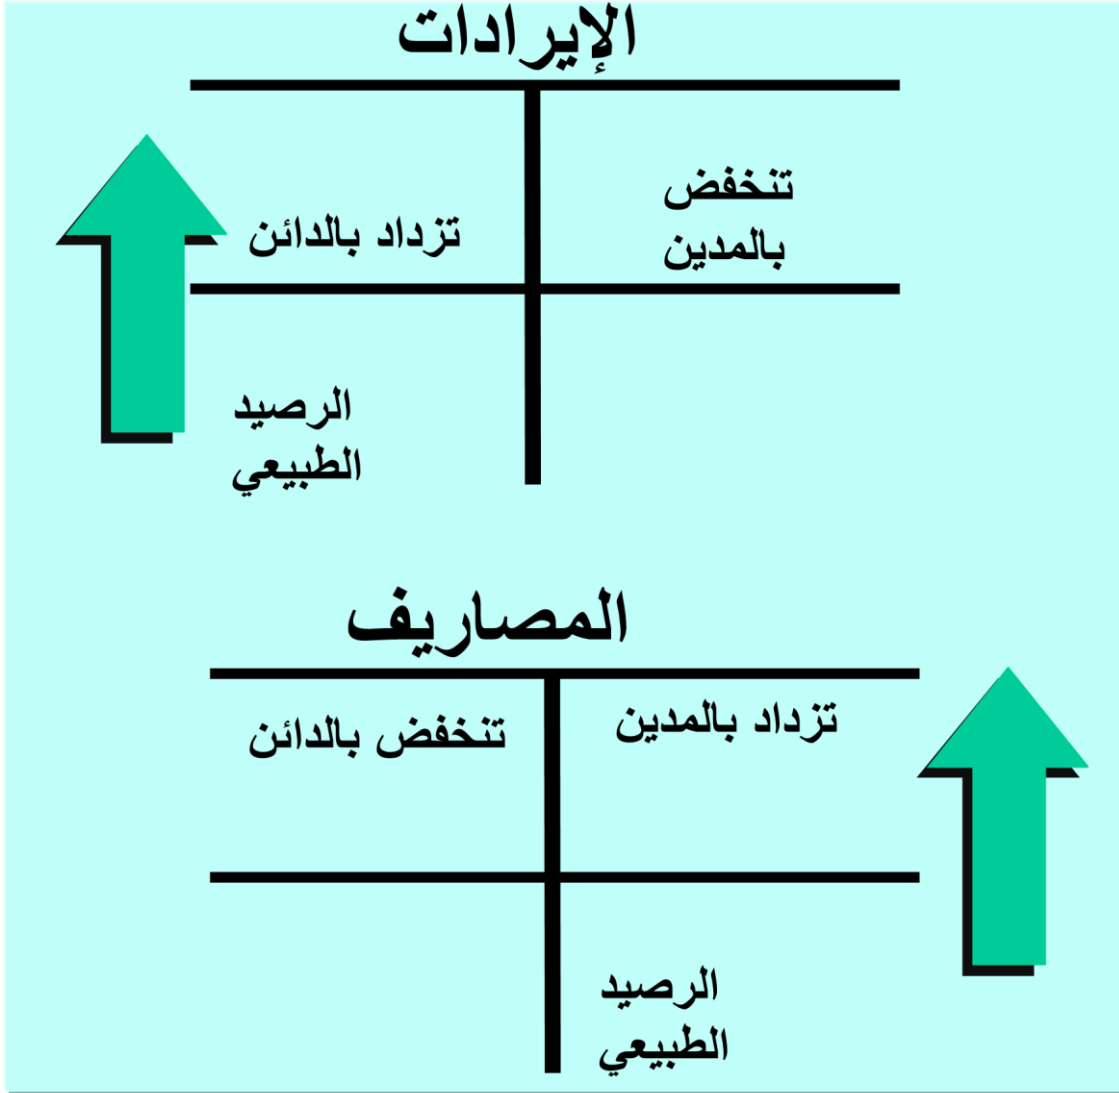 الإيرادات
تنخفض
بالمدين
تزداد بالدائن
الرصيد
الطبيعي
المصاريف
تزداد بالمدين
تنخفض بالدائن
الرصيد
الطبيعي